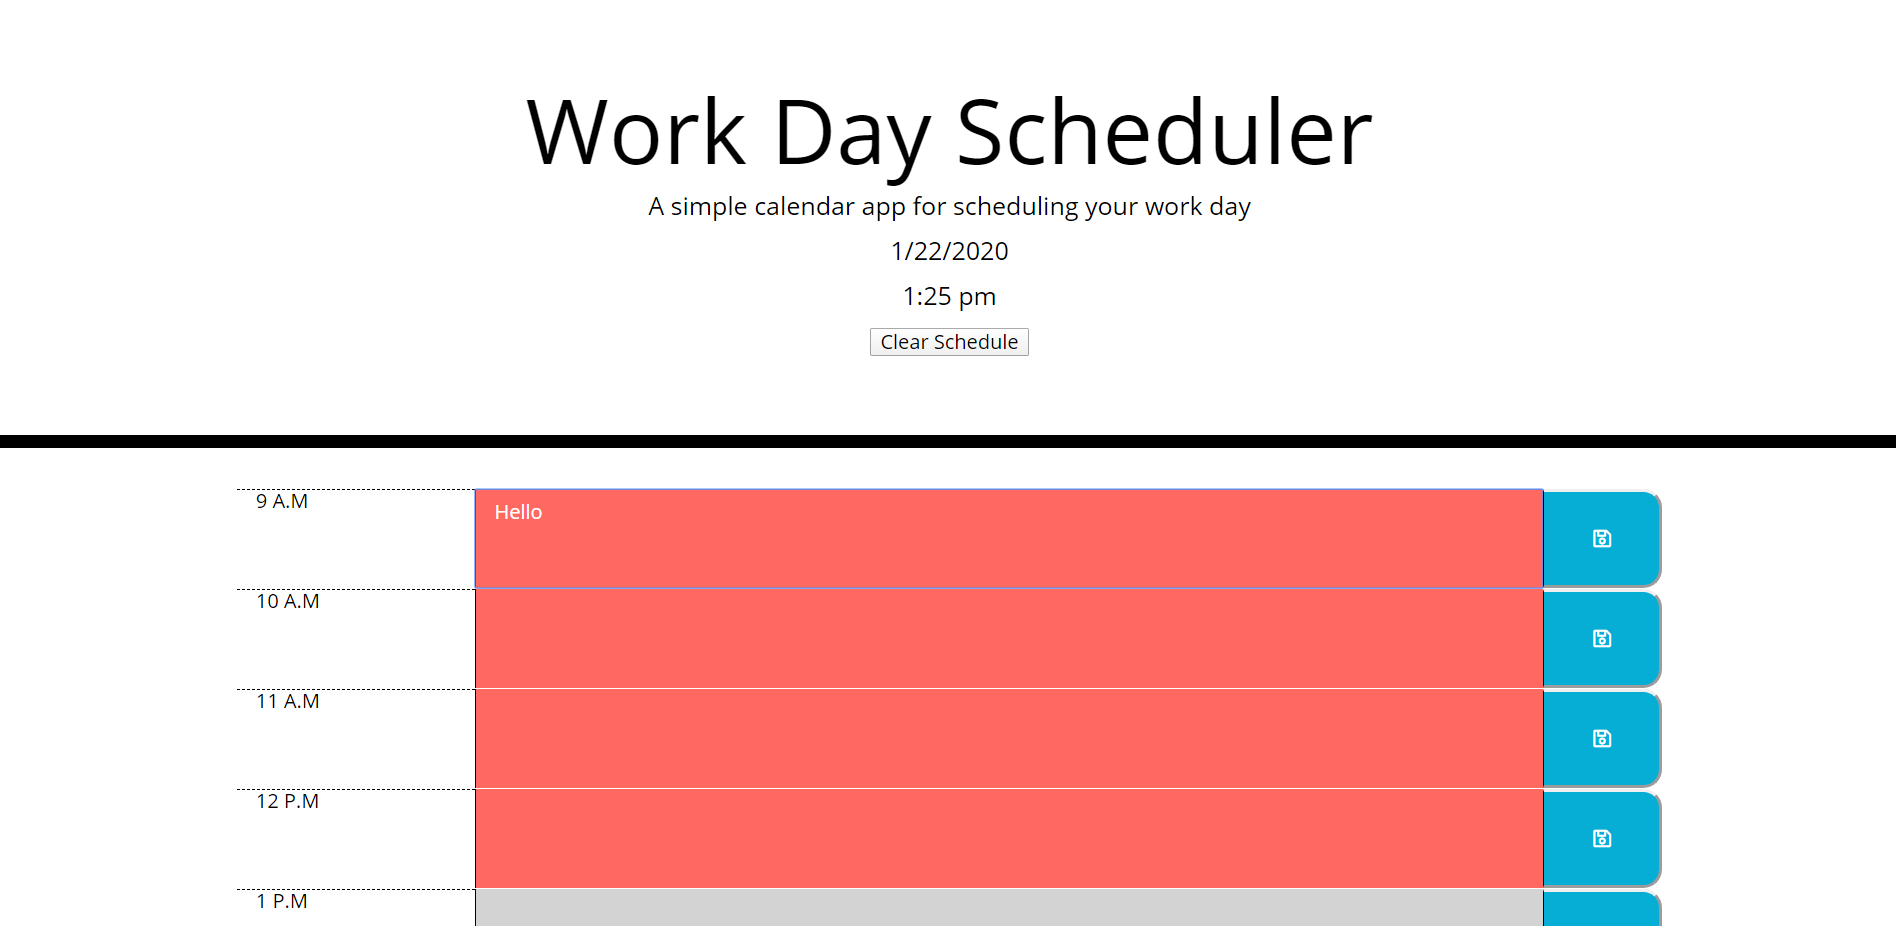 Work Day Scheduler
A simple calendar app for scheduling your work day
1/22/2020
1:25 pm
Clear Schedule
9 A.M
Hello
10 A.M
11 A.M
12 P.M
1 P.M